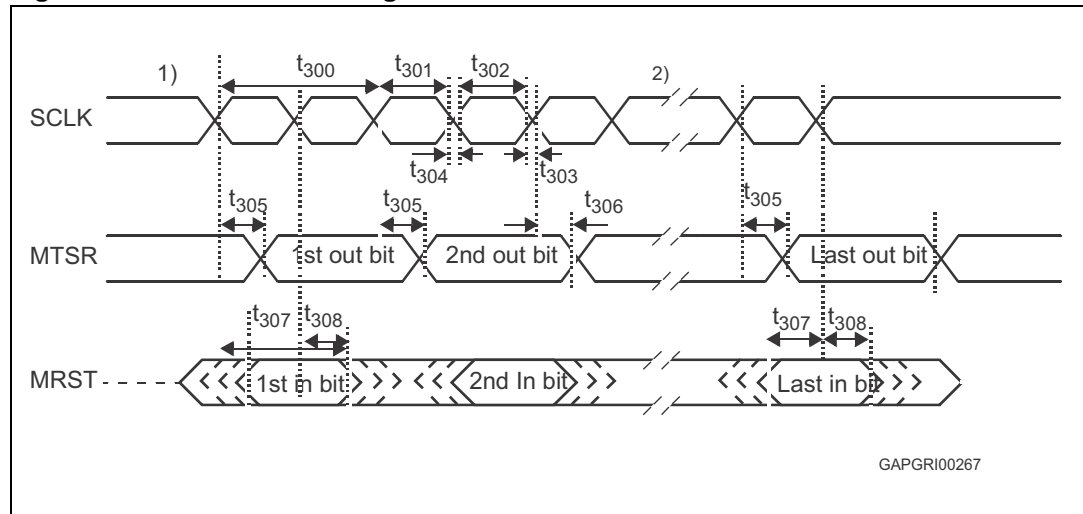 1)
t300
t301
t302
2)
SCLK
t304
t303
t305
t305
t306
t305
MTSR
1st out bit
2nd out bit
Last out bit
t307
t308
t307
t308
MRST
1st in bit
2nd In bit
Last in bit
GAPGRI00267